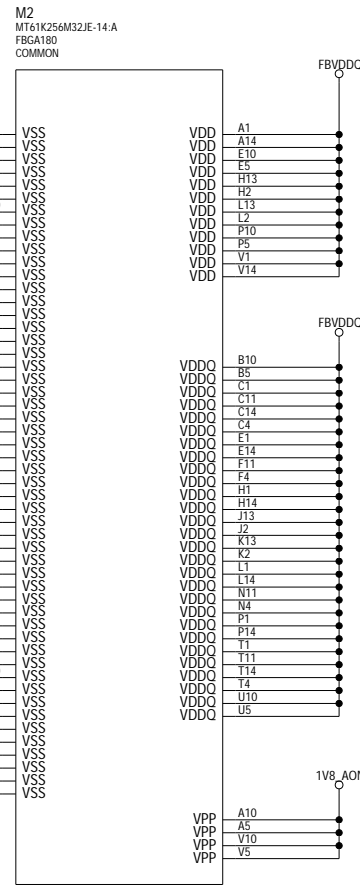 M2
MT61K256M32JE-14:A
FBGA180
COMMON
FBVDDQ
VSS VDD A1
VSS VDD A14
VSS VDD E10
VSS VDD E5
VSS VDD H13
VSS VDD H2
VSS VDD L13
VSS VDD L2
VSS VDD P10
VSS VDD P5
VSS VDD V1
VSS VDD V14
VSS
VSS
VSS
FBVDDQ
VSS
VSS
VSS
VSS VDDQ B10
VSS VDDQ B5
VSS VDDQ C1
VSS VDDQ C11
VSS VDDQ C14
VSS VDDQ C4
VSS VDDQ E1
VSS VDDQ E14
VSS VDDQ F11
VSS VDDQ F4
VSS VDDQ H1
VSS VDDQ H14
VSS VDDQ J13
VSS VDDQ J2
VSS VDDQ K13
VSS VDDQ K2
VSS VDDQ L1
VSS VDDQ L14
VSS VDDQ N11
VSS VDDQ N4
VSS VDDQ P1
VSS VDDQ P14
VSS VDDQ T1
VSS VDDQ T11
VSS VDDQ T14
VSS VDDQ T4
VSS VDDQ U10
VSS VDDQ U5
VSS
VSS
VSS
VSS
VSS
VSS
1V8_AON
VPP A10
VPP A5
VPP V10
VPP V5